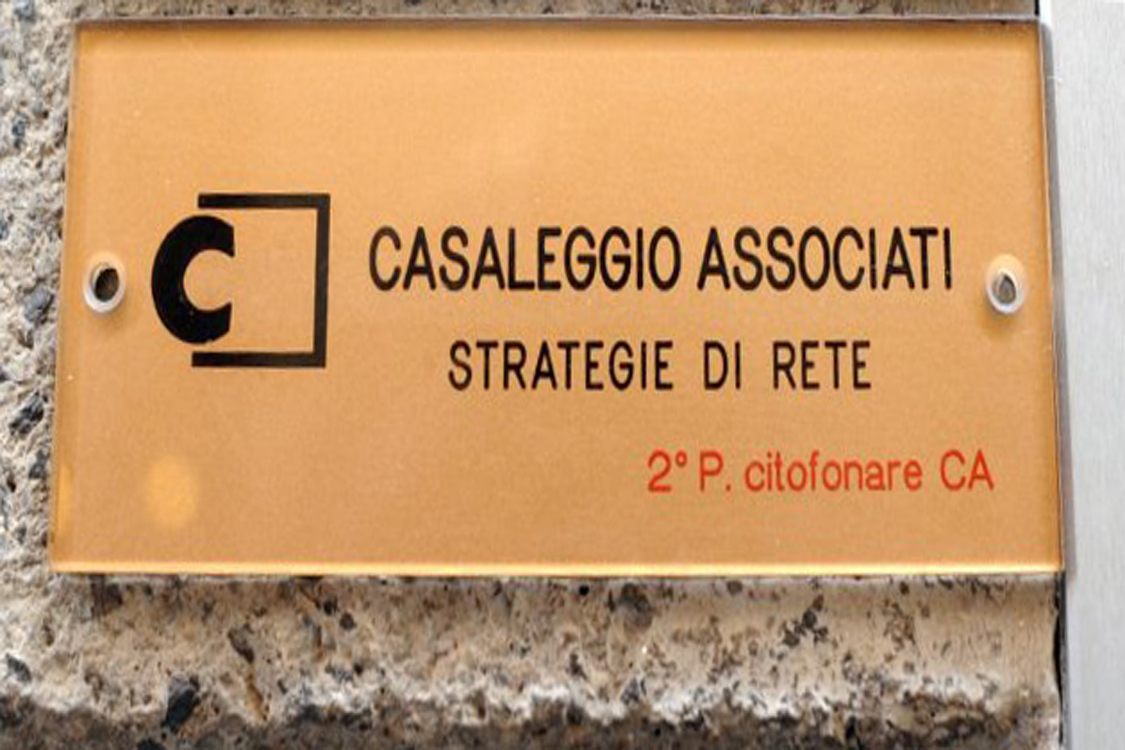 C
CASALEGGIO ASSOCIATI
STRATEGIE DI RETE
2° P. citofonare CA